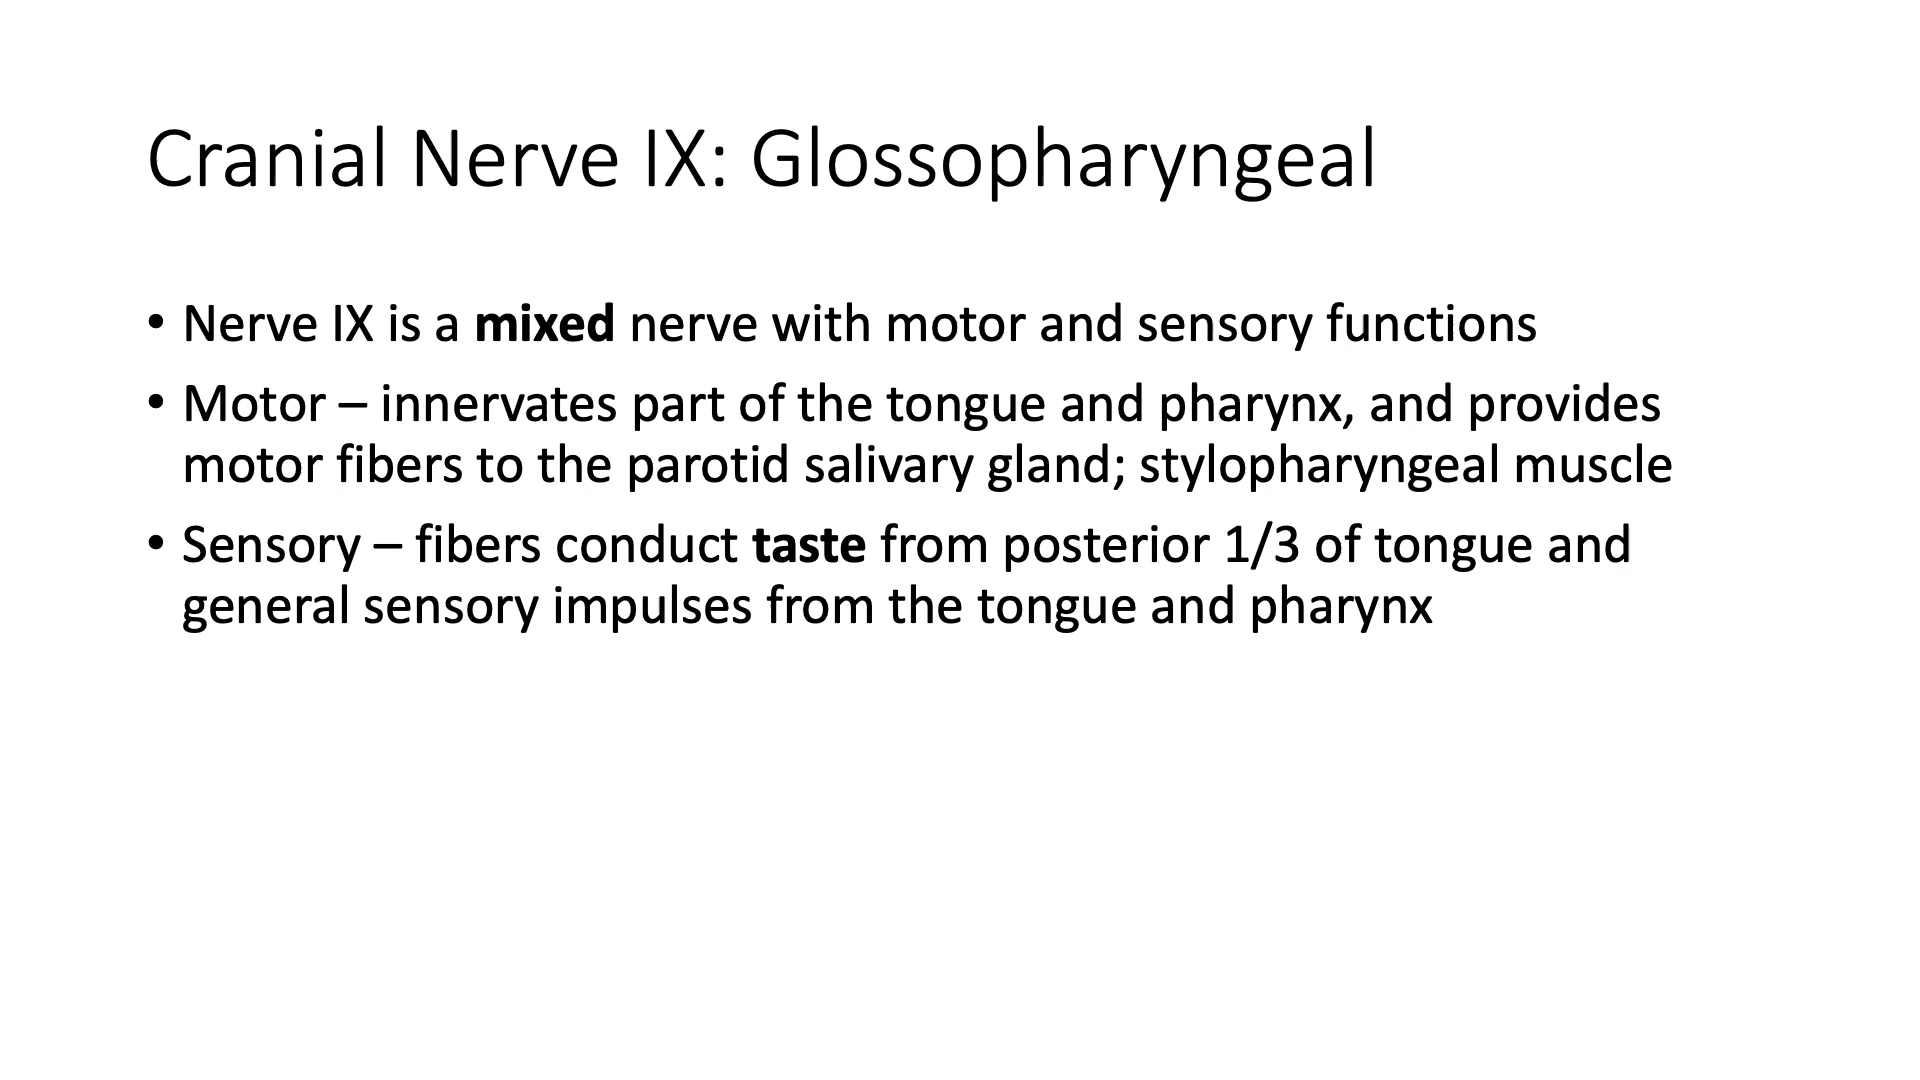 Cranial Nerve IX: Glossopharyngeal
• Nerve IX is a mixed nerve with motor and sensory functions
• Motor – innervates part of the tongue and pharynx, and provides
motor fibers to the parotid salivary gland; stylopharyngeal muscle
• Sensory – fibers conduct taste from posterior 1/3 of tongue and
general sensory impulses from the tongue and pharynx